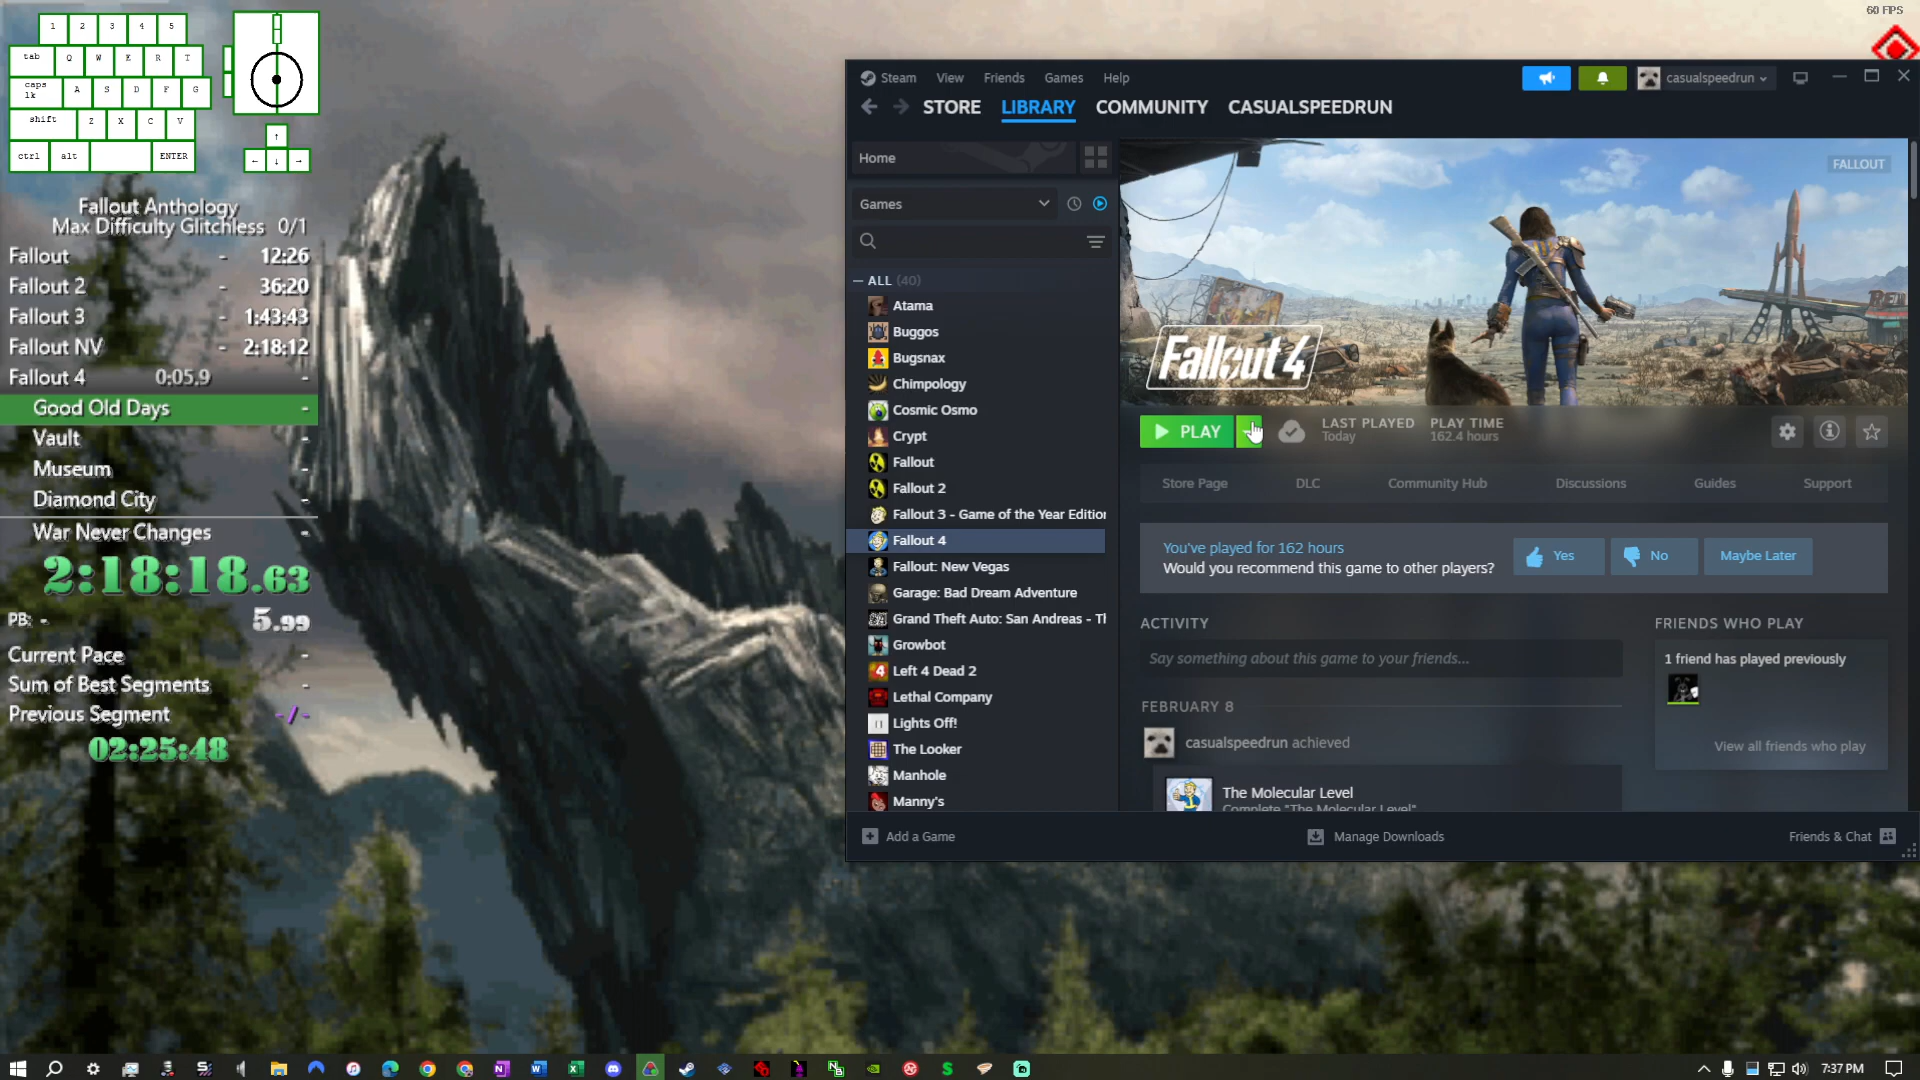 60 FPS
1 2 3 4 5
tab Q W E R T
caps lk A S D F G
shift Z X C V
ctrl alt ENTER
↑
← ↓ →
Fallout Anthology
Max Difficulty Glitchless 0/1
Fallout - 12:26
Fallout 2 - 36:20
Fallout 3 - 1:43:43
Fallout NV - 2:18:12
Fallout 4 0:05.9 -
Good Old Days -
Vault -
Museum -
Diamond City -
War Never Changes -
2:18:18.63
PB: - 5.99
Current Pace -
Sum of Best Segments -
Previous Segment -/-
02:25:48
Steam View Friends Games Help casualspeedrun
STORE LIBRARY COMMUNITY CASUALSPEEDRUN
Home
Games
ALL (40)
Atama
Buggos
Bugsnax
Chimpology
Cosmic Osmo
Crypt
Fallout
Fallout 2
Fallout 3 - Game of the Year Edition
Fallout 4
Fallout: New Vegas
Garage: Bad Dream Adventure
Grand Theft Auto: San Andreas - Th
Growbot
Left 4 Dead 2
Lethal Company
Lights Off!
The Looker
Manhole
Manny's
FALLOUT
Fallout 4
PLAY
LAST PLAYED
Today
PLAY TIME
162.4 hours
Store Page DLC Community Hub Discussions Guides Support
You've played for 162 hours
Would you recommend this game to other players?
Yes No Maybe Later
ACTIVITY
Say something about this game to your friends...
FEBRUARY 8
casualspeedrun achieved
The Molecular Level
Complete "The Molecular Level"
FRIENDS WHO PLAY
1 friend has played previously
View all friends who play
Add a Game Manage Downloads Friends & Chat
7:37 PM